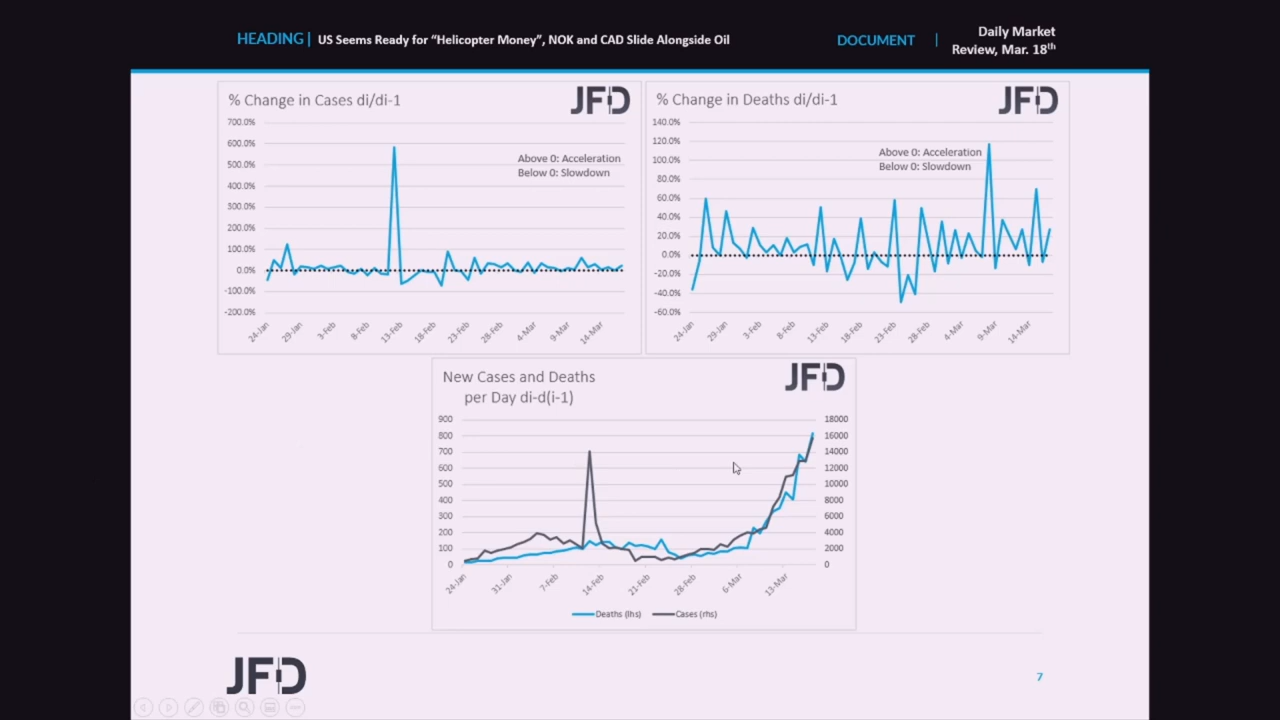 HEADING | US Seems Ready for “Helicopter Money”, NOK and CAD Slide Alongside Oil
DOCUMENT | Daily Market
Review, Mar. 18th
% Change in Cases di/di-1
JFD
700.0%
600.0%
500.0%
400.0%
300.0%
200.0%
100.0%
0.0%
-100.0%
-200.0%
Above 0: Acceleration
Below 0: Slowdown
24-Jan
29-Jan
3-Feb
8-Feb
13-Feb
18-Feb
23-Feb
28-Feb
4-Mar
9-Mar
14-Mar
% Change in Deaths di/di-1
JFD
140.0%
120.0%
100.0%
80.0%
60.0%
40.0%
20.0%
0.0%
-20.0%
-40.0%
-60.0%
Above 0: Acceleration
Below 0: Slowdown
24-Jan
29-Jan
3-Feb
8-Feb
13-Feb
18-Feb
23-Feb
28-Feb
4-Mar
9-Mar
14-Mar
New Cases and Deaths
per Day di-d(i-1)
JFD
900
800
700
600
500
400
300
200
100
0
18000
16000
14000
12000
10000
8000
6000
4000
2000
0
24-Jan
31-Jan
7-Feb
14-Feb
21-Feb
28-Feb
6-Mar
13-Mar
Deaths (lhs)
Cases (rhs)
JFD
7